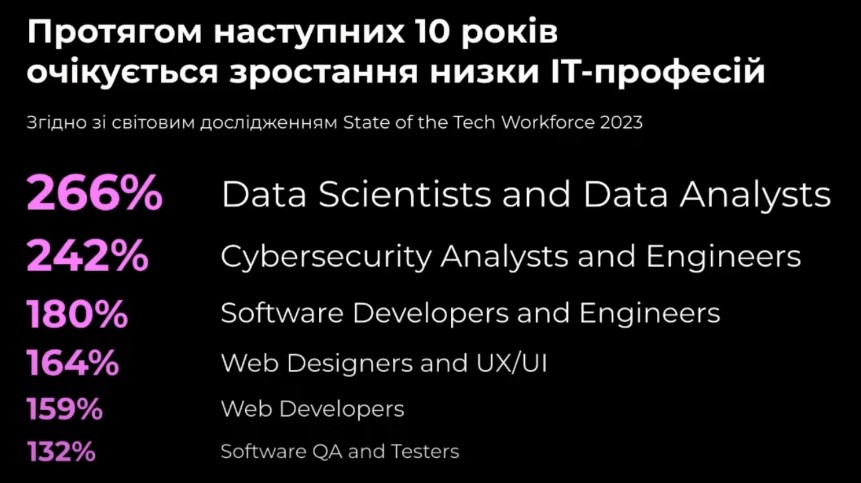 Протягом наступних 10 років
очікується зростання низки ІТ-професій
Згідно зі світовим дослідженням State of the Tech Workforce 2023
266% Data Scientists and Data Analysts
242% Cybersecurity Analysts and Engineers
180% Software Developers and Engineers
164% Web Designers and UX/UI
159% Web Developers
132% Software QA and Testers